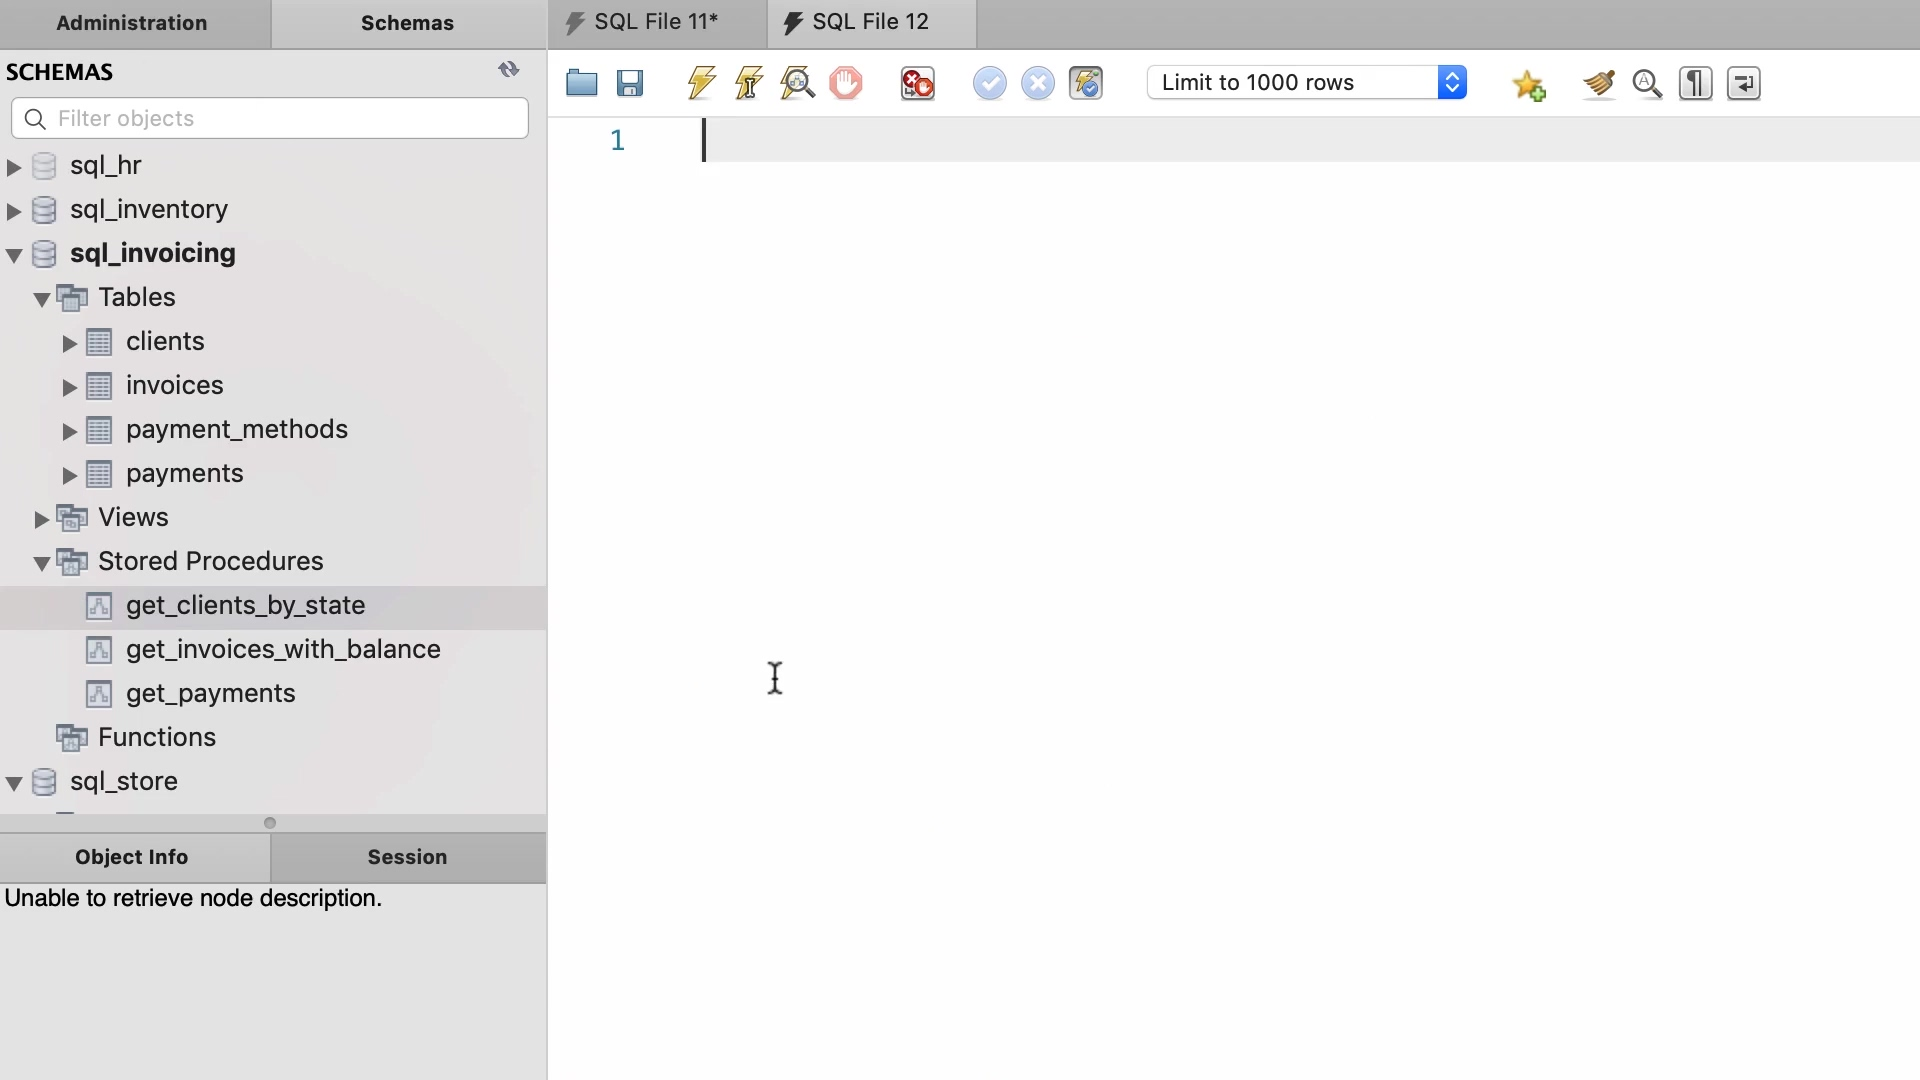 Administration
Schemas
SQL File 11*
SQL File 12
SCHEMAS
Limit to 1000 rows
Filter objects
1
sql_hr
sql_inventory
sql_invoicing
Tables
clients
invoices
payment_methods
payments
Views
Stored Procedures
get_clients_by_state
get_invoices_with_balance
get_payments
Functions
sql_store
Object Info
Session
Unable to retrieve node description.